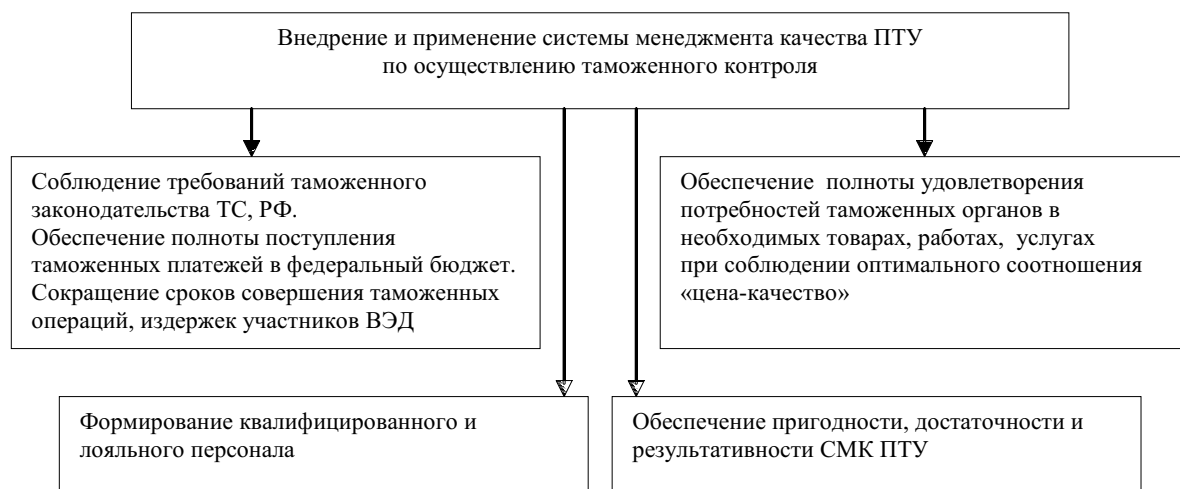 Внедрение и применение системы менеджмента качества ПТУ
по осуществлению таможенного контроля
Соблюдение требований таможенного
законодательства ТС, РФ.
Обеспечение полноты поступления
таможенных платежей в федеральный бюджет.
Сокращение сроков совершения таможенных
операций, издержек участников ВЭД
Обеспечение полноты удовлетворения
потребностей таможенных органов в
необходимых товарах, работах, услугах
при соблюдении оптимального соотношения
«цена-качество»
Формирование квалифицированного и
лояльного персонала
Обеспечение пригодности, достаточности и
результативности СМК ПТУ